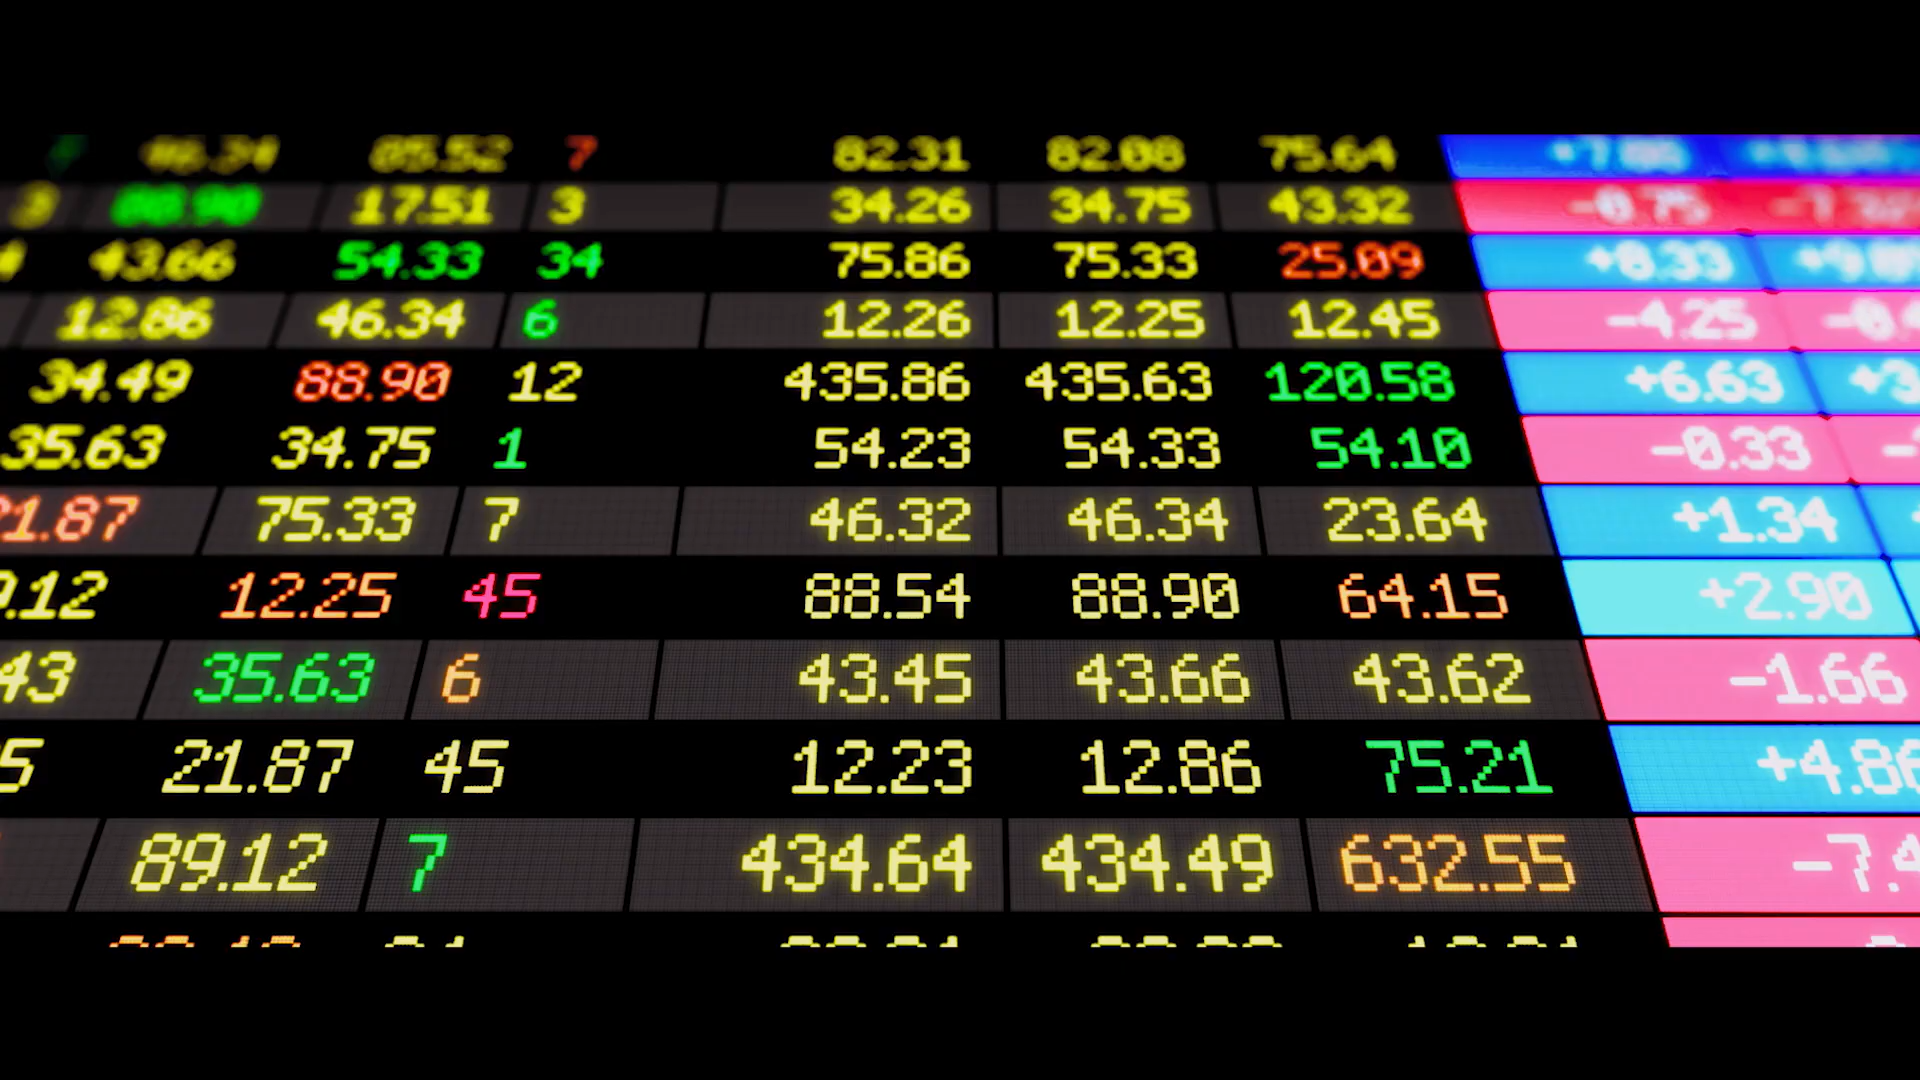 82.31 82.08 75.64
17.51 3 34.26 34.75 43.32 -0.75
43.66 54.33 34 75.86 75.33 25.09 +0.33
12.86 46.34 6 12.26 12.25 12.45 -4.25
34.49 88.90 12 435.86 435.63 120.58 +6.63
35.63 34.75 1 54.23 54.33 54.10 -0.33
21.87 75.33 7 46.32 46.34 23.64 +1.34
9.12 12.25 45 88.54 88.90 64.15 +2.90
43 35.63 6 43.45 43.66 43.62 -1.66
5 21.87 45 12.23 12.86 75.21 +4.86
89.12 7 434.64 434.49 632.55 -7.4